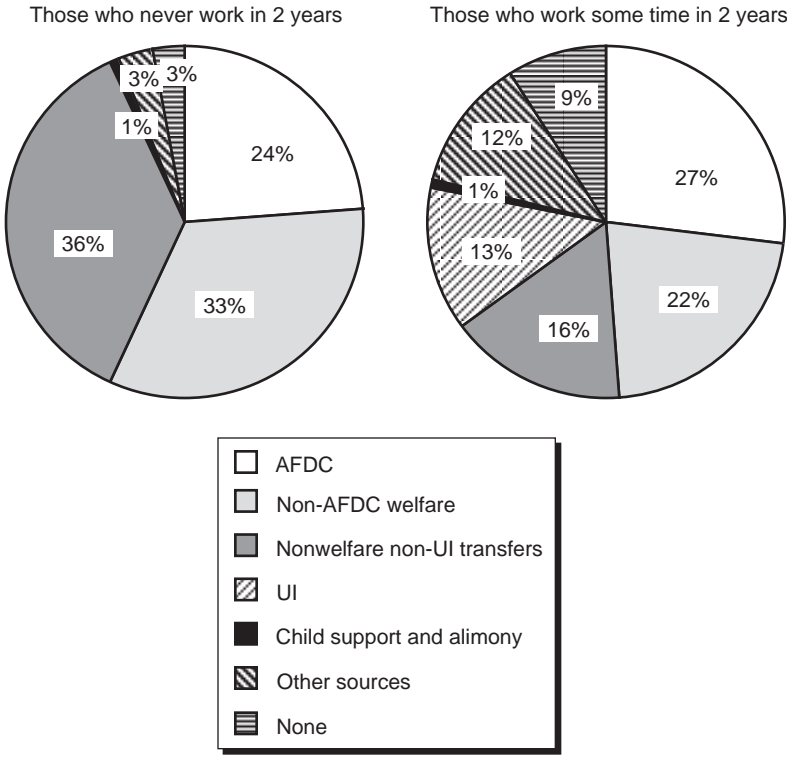 Those who never work in 2 years
3%
3%
1%
24%
36%
33%
Those who work some time in 2 years
9%
12%
27%
1%
13%
22%
16%
AFDC
Non-AFDC welfare
Nonwelfare non-UI transfers
UI
Child support and alimony
Other sources
None